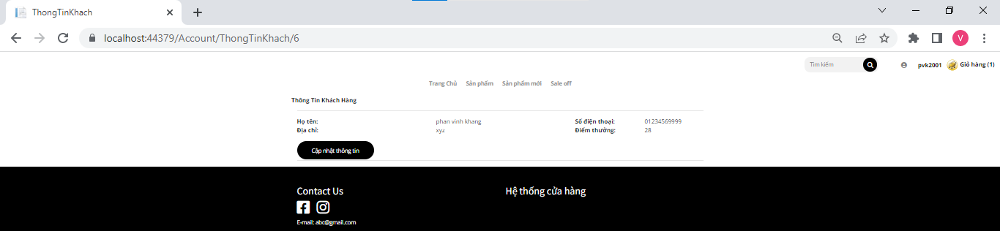 ThongTinKhach
localhost:44379/Account/ThongTinKhach/6
V
Tìm kiếm
pvk2001
Giỏ hàng (1)
Trang Chủ Sản phẩm Sản phẩm mới Sale off
Thông Tin Khách Hàng
Họ tên: phan vinh khang Số điện thoại: 01234569999
Địa chỉ: xyz Điểm thưởng: 28
Cập nhật thông tin
Contact Us Hệ thống cửa hàng
E-mail: abc@gmail.com